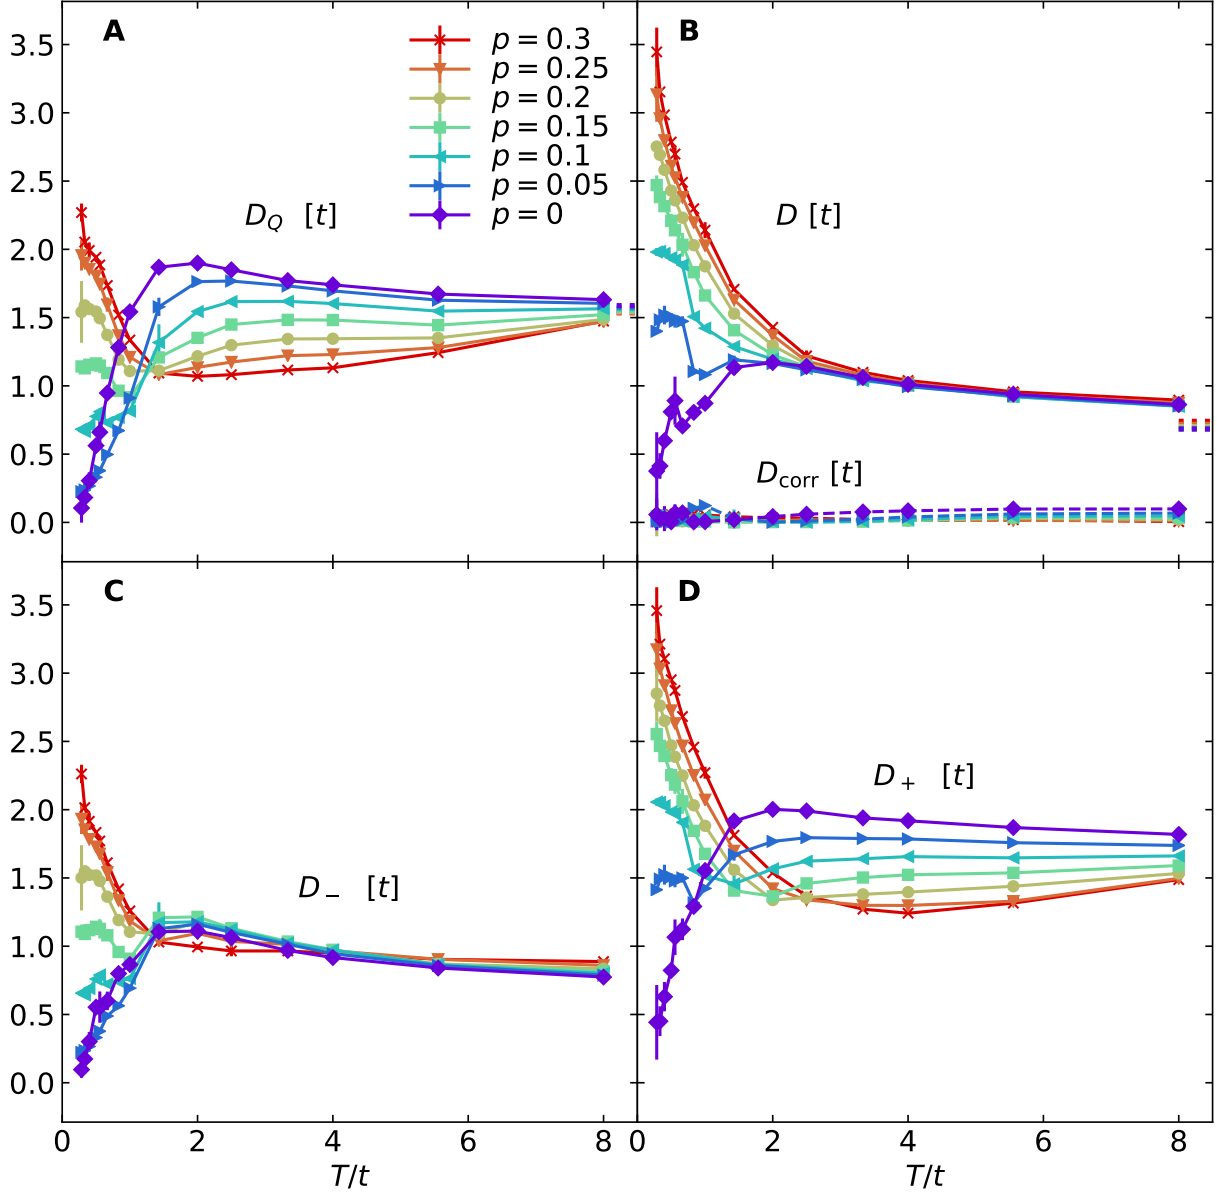 A
B
p = 0.3
p = 0.25
p = 0.2
p = 0.15
p = 0.1
p = 0.05
p = 0
D_Q [t]
D [t]
D_corr [t]
3.5
3.0
2.5
2.0
1.5
1.0
0.5
0.0
C
D
D_+ [t]
D_− [t]
3.5
3.0
2.5
2.0
1.5
1.0
0.5
0.0
0 2 4 6 8 0 2 4 6 8
T/t T/t